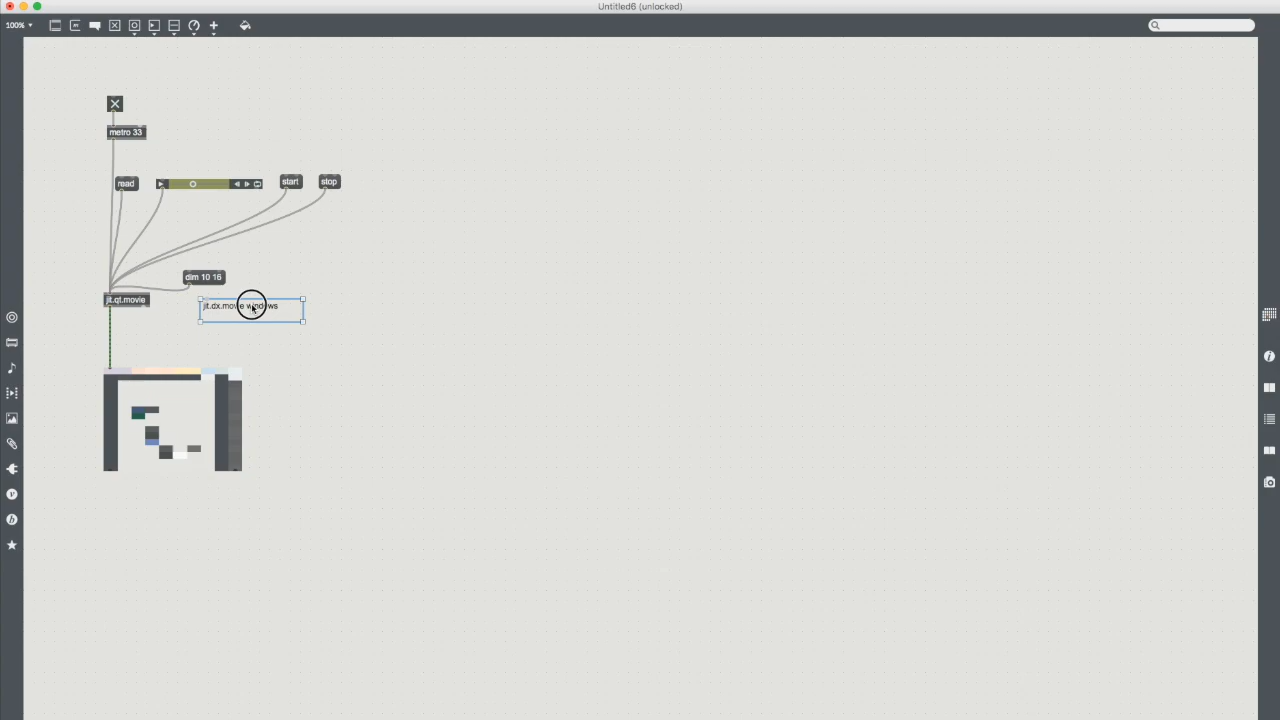 Untitled6 (unlocked)
100%
metro 33
read
start
stop
dim 10 16
jit.qt.movie
jit.dx.movie windows